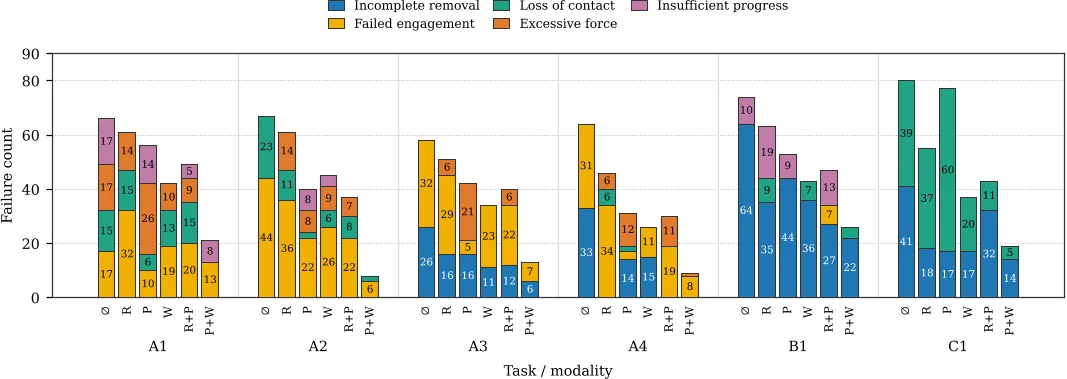 Incomplete removal Loss of contact Insufficient progress
Failed engagement Excessive force
Failure count
90
80
60
40
20
0
17 15 17 17
32 15 14
10 6 26 14
19 13 10
20 15 9 5
13 8
44 23
36 11 14
22 8 8
26 6 9
22 8 7
6
26 32
16 29 6
16 5 21
11 23
12 22 6
6 7
33 31
34 6 6
14 12
15 11
19 11
8
64 10
35 9 19
44 9
36 7
27 7 13
22
41 39
18 37
17 60
17 20
32 11
14 5
∅ R P W R+P P+W
∅ R P W R+P P+W
∅ R P W R+P P+W
∅ R P W R+P P+W
∅ R P W R+P P+W
∅ R P W R+P P+W
A1 A2 A3 A4 B1 C1
Task / modality